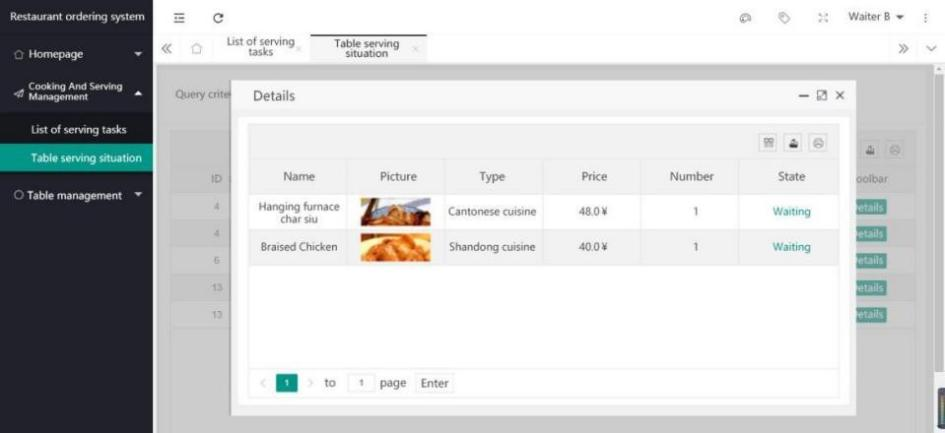 Restaurant ordering system
Waiter B
Homepage
List of serving
tasks
Table serving
situation
Cooking And Serving
Management
List of serving tasks
Table serving situation
Table management
Query crite
Details
ID
oolbar
4
etails
4
etails
6
etails
13
etails
13
etails
Name Picture Type Price Number State
Hanging furnace
char siu
Cantonese cuisine 48.0 ¥ 1 Waiting
Braised Chicken Shandong cuisine 40.0 ¥ 1 Waiting
1 to 1 page Enter